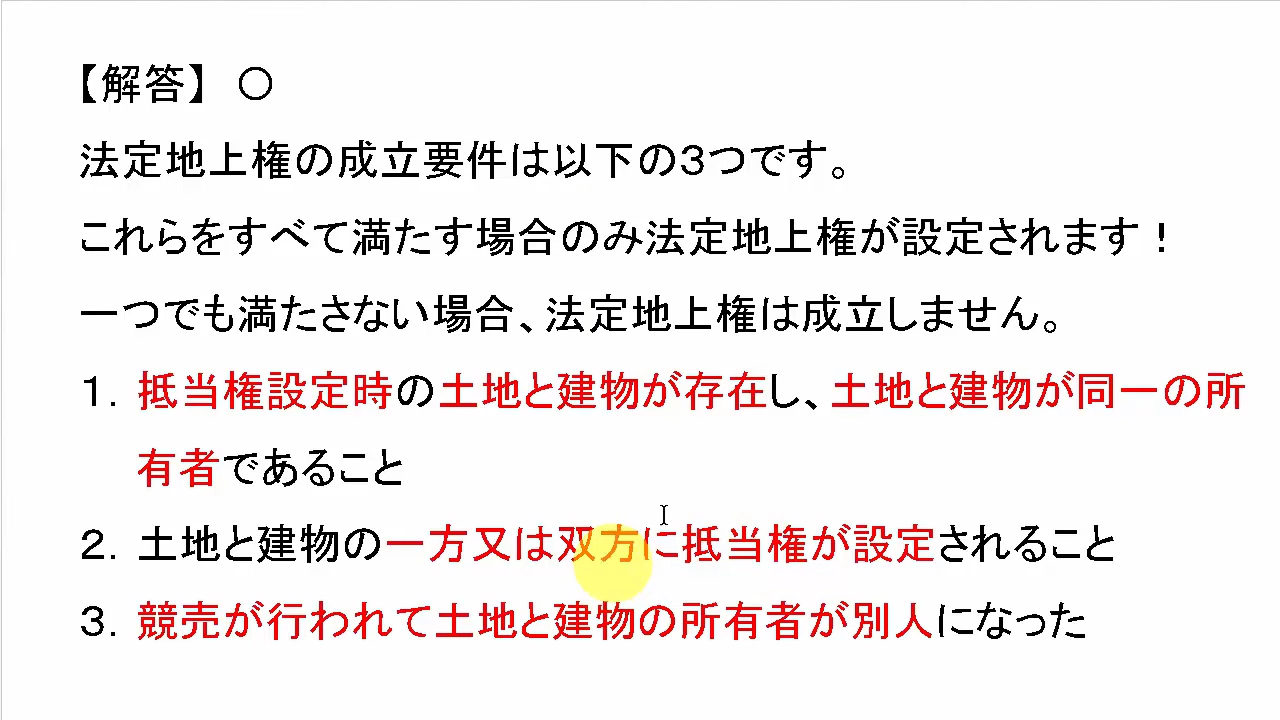 【解答】 ○
法定地上権の成立要件は以下の３つです。
これらをすべて満たす場合のみ法定地上権が設定されます！
一つでも満たさない場合、法定地上権は成立しません。
１．抵当権設定時の土地と建物が存在し、土地と建物が同一の所
有者であること
２．土地と建物の一方又は双方に抵当権が設定されること
３．競売が行われて土地と建物の所有者が別人になった